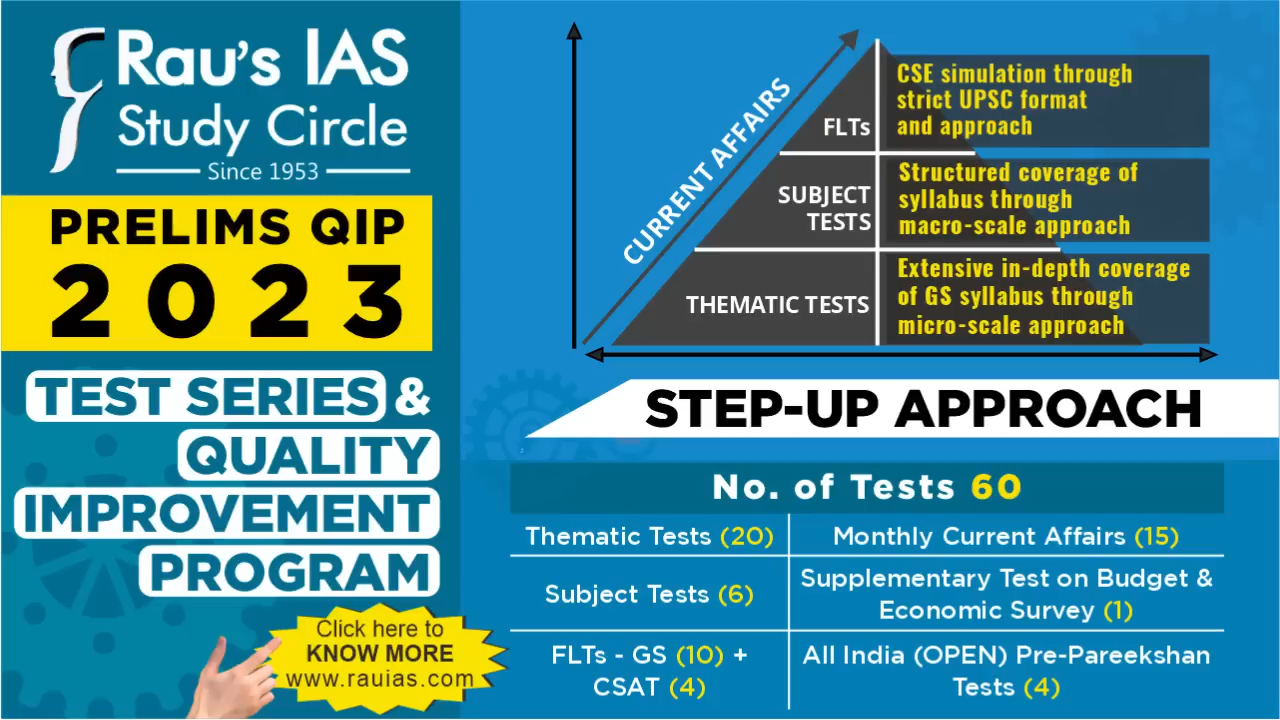 Rau's IAS
Study Circle
Since 1953
PRELIMS QIP
2023
TEST SERIES &
QUALITY
IMPROVEMENT
PROGRAM
Click here to
KNOW MORE
www.rauias.com
CURRENT AFFAIRS
FLTs
CSE simulation through
strict UPSC format
and approach
SUBJECT
TESTS
Structured coverage of
syllabus through
macro-scale approach
THEMATIC TESTS
Extensive in-depth coverage
of GS syllabus through
micro-scale approach
STEP-UP APPROACH
No. of Tests 60
Thematic Tests (20)
Monthly Current Affairs (15)
Subject Tests (6)
Supplementary Test on Budget &
Economic Survey (1)
FLTs - GS (10) +
CSAT (4)
All India (OPEN) Pre-Pareekshan
Tests (4)